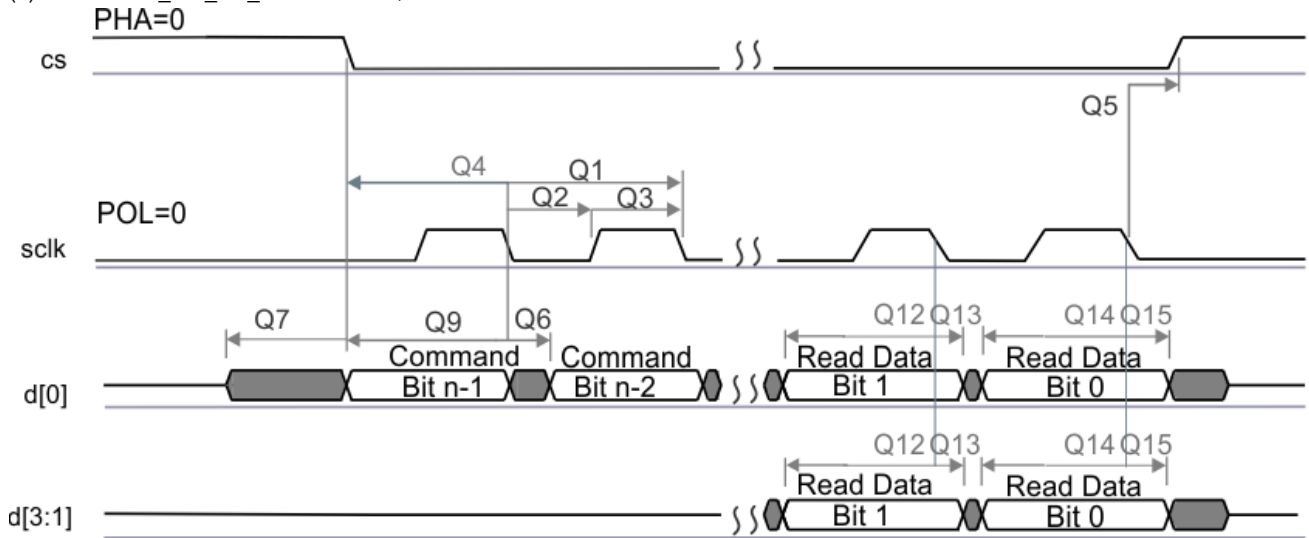 PHA=0
cs
Q5
Q4 Q1
Q2 Q3
POL=0
sclk
Q7 Q9 Q6 Q12 Q13 Q14 Q15
Command Command Read Data Read Data
d[0] Bit n-1 Bit n-2 Bit 1 Bit 0
Q12 Q13 Q14 Q15
Read Data Read Data
d[3:1] Bit 1 Bit 0